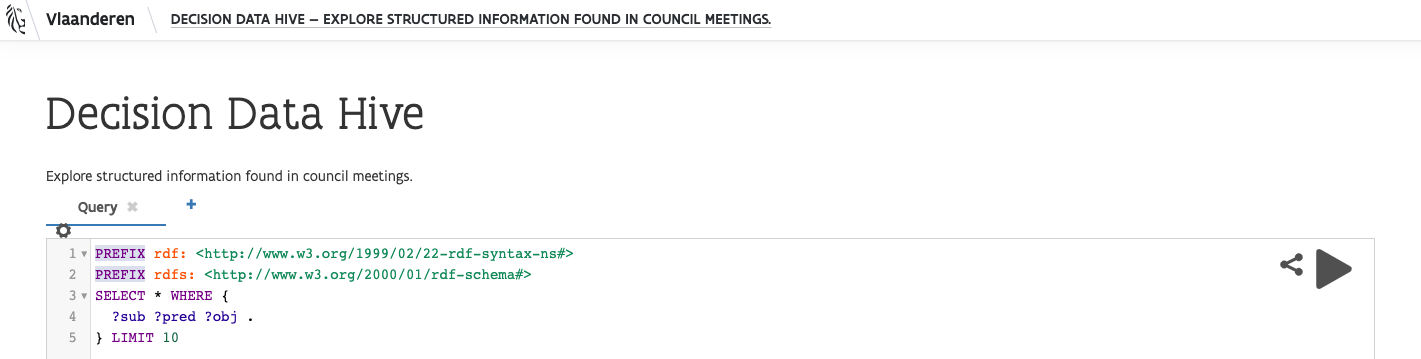 Vlaanderen DECISION DATA HIVE – EXPLORE STRUCTURED INFORMATION FOUND IN COUNCIL MEETINGS.
Decision Data Hive
Explore structured information found in council meetings.
Query ✖ +
1 PREFIX rdf: <http://www.w3.org/1999/02/22-rdf-syntax-ns#>
2 PREFIX rdfs: <http://www.w3.org/2000/01/rdf-schema#>
3 SELECT * WHERE {
4 ?sub ?pred ?obj .
5 } LIMIT 10